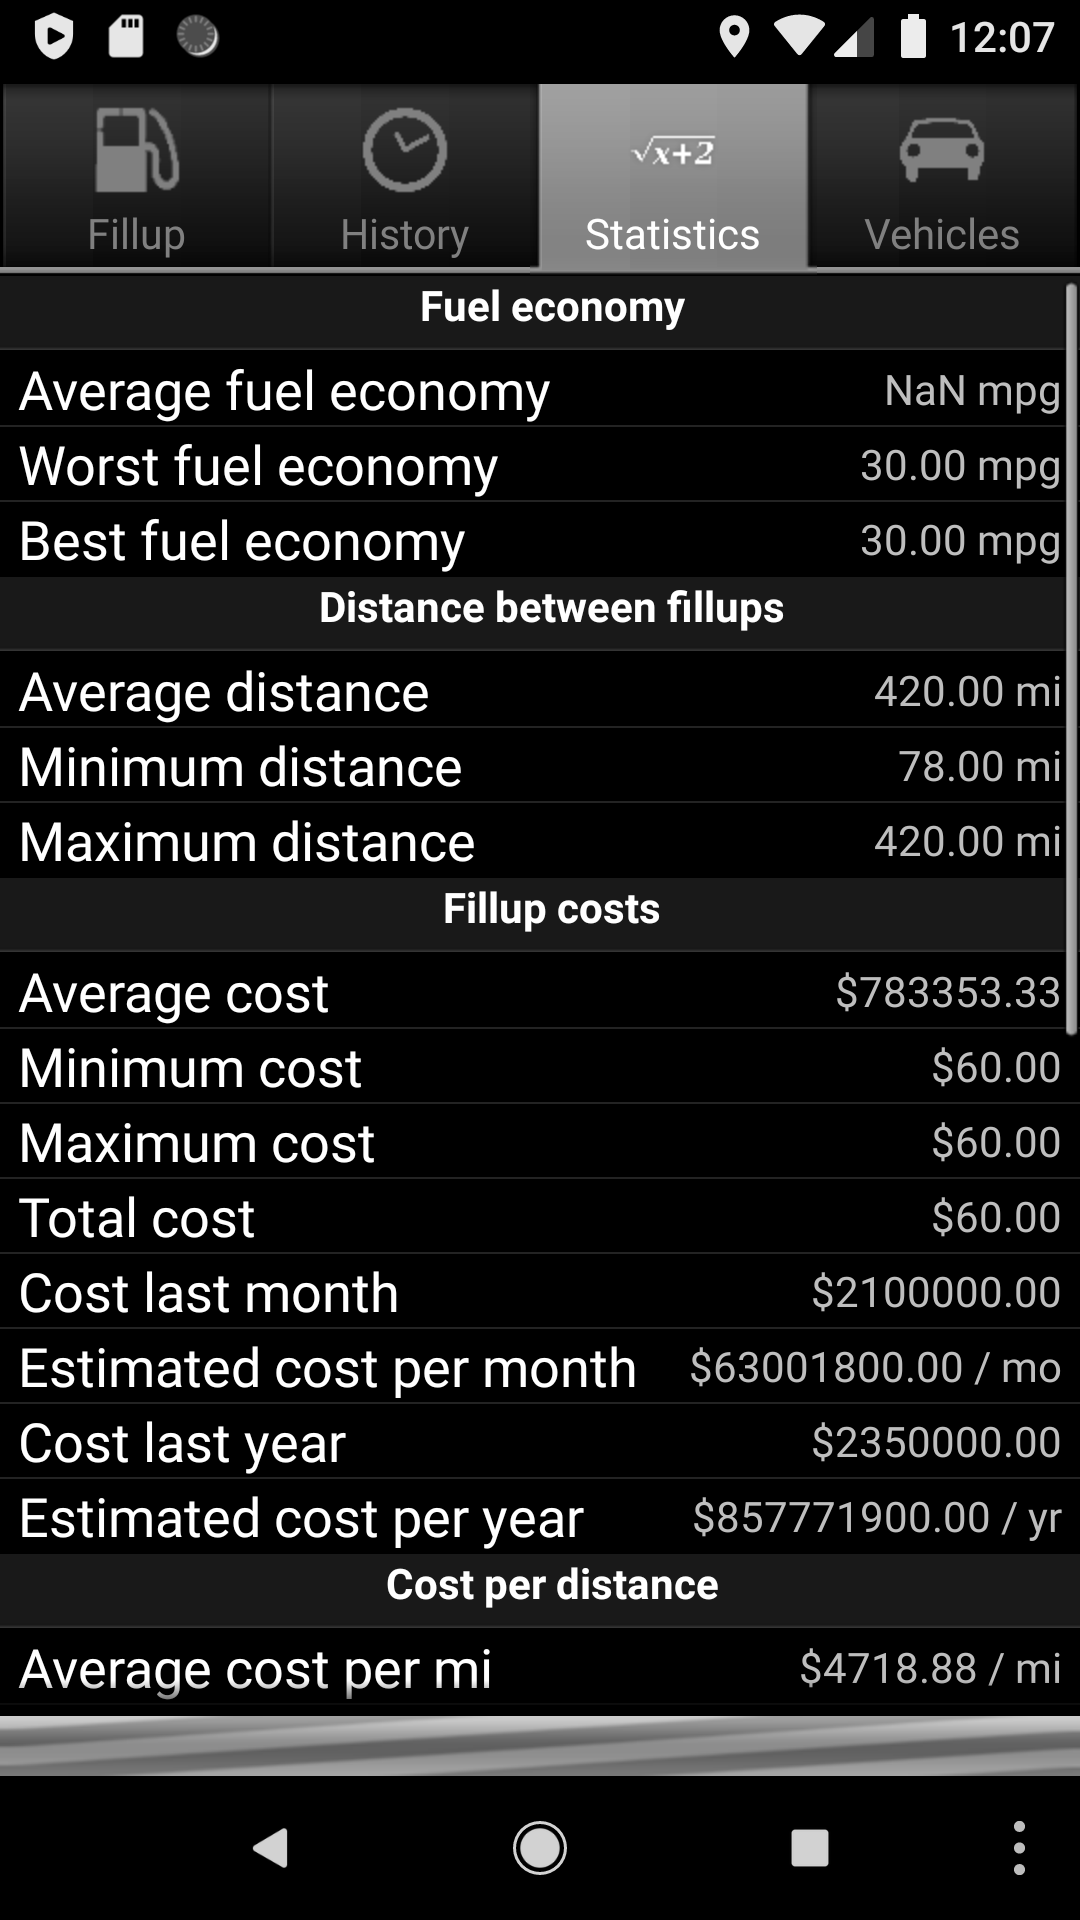 12:07
Fillup
History
√x+2
Statistics
Vehicles
Fuel economy
Average fuel economy NaN mpg
Worst fuel economy 30.00 mpg
Best fuel economy 30.00 mpg
Distance between fillups
Average distance 420.00 mi
Minimum distance 78.00 mi
Maximum distance 420.00 mi
Fillup costs
Average cost $783353.33
Minimum cost $60.00
Maximum cost $60.00
Total cost $60.00
Cost last month $2100000.00
Estimated cost per month $63001800.00 / mo
Cost last year $2350000.00
Estimated cost per year $857771900.00 / yr
Cost per distance
Average cost per mi $4718.88 / mi